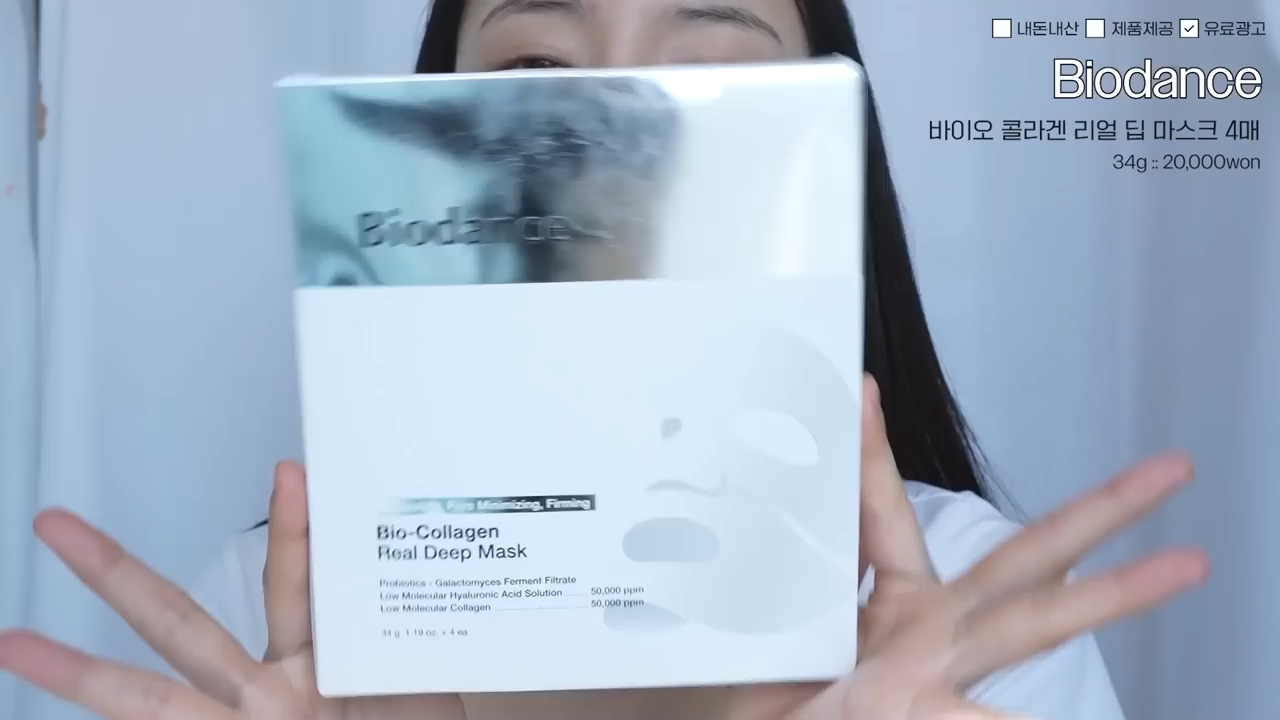 내돈내산 제품제공 유료광고
Biodance
바이오 콜라겐 리얼 딥 마스크 4매
34g :: 20,000won
Biodance
Minimizing, Firming
Bio-Collagen
Real Deep Mask
Probiotics - Galactomyces Ferment Filtrate
Low Molecular Hyaluronic Acid Solution 50,000 ppm
Low Molecular Collagen 50,000 ppm
34 g 1.19 oz. × 4 ea